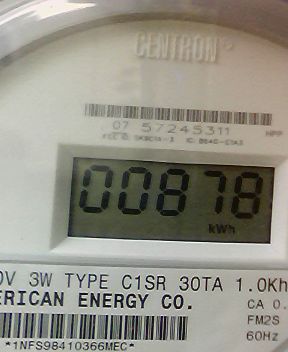 CENTRON
07 57245311
00878
kWh
0V 3W TYPE C1SR 30TA 1.0Kh
ERICAN ENERGY CO.
CA 0.
FM2S
60Hz
*1NFS98410366MEC*